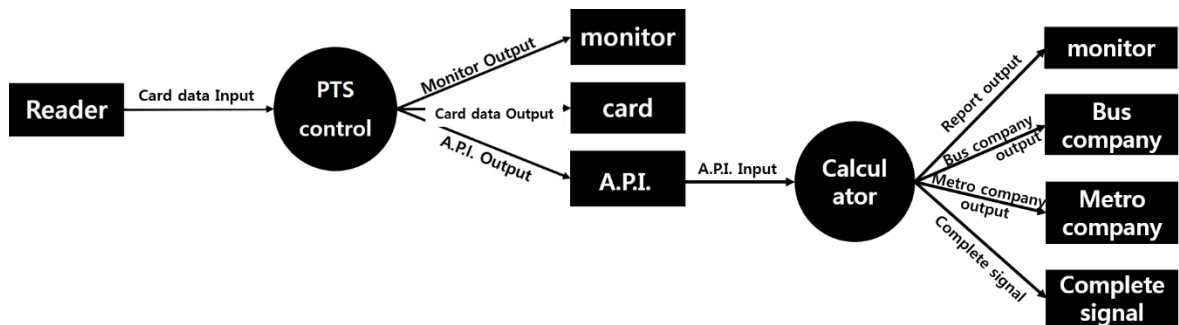 Reader
Card data Input
PTS
control
Monitor Output
Card data Output
A.P.I. Output
monitor
card
A.P.I.
A.P.I. Input
Calcul
ator
Report output
Bus company
output
Metro company
output
Complete signal
monitor
Bus
company
Metro
company
Complete
signal